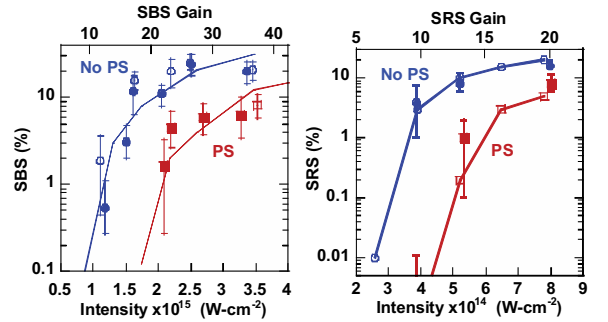 SBS Gain
10 20 30 40
100
10
1
0.1
SBS (%)
No PS
PS
0.5 1 1.5 2 2.5 3 3.5 4
Intensity x10¹⁵ (W-cm⁻²)
SRS Gain
5 10 15 20
10
1
0.1
0.01
SRS (%)
No PS
PS
2 3 4 5 6 7 8 9
Intensity x10¹⁴ (W-cm⁻²)